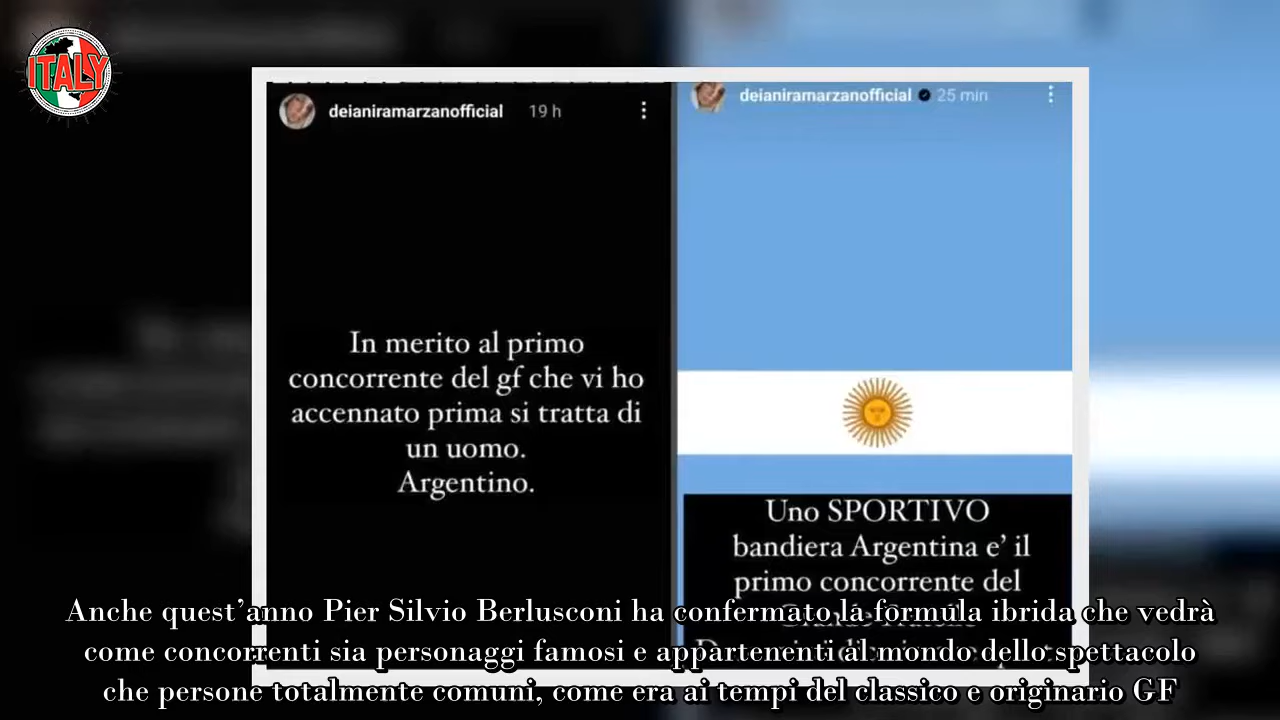 ITALY
deianiramarzanofficial 19 h
In merito al primo
concorrente del gf che vi ho
accennato prima si tratta di
un uomo.
Argentino.
deianiramarzanofficial 25 min
Uno SPORTIVO
bandiera Argentina e' il
primo concorrente del
Anche quest'anno Pier Silvio Berlusconi ha confermato la formula ibrida che vedrà
come concorrenti sia personaggi famosi e appartenenti al mondo dello spettacolo
che persone totalmente comuni, come era ai tempi del classico e originario GF